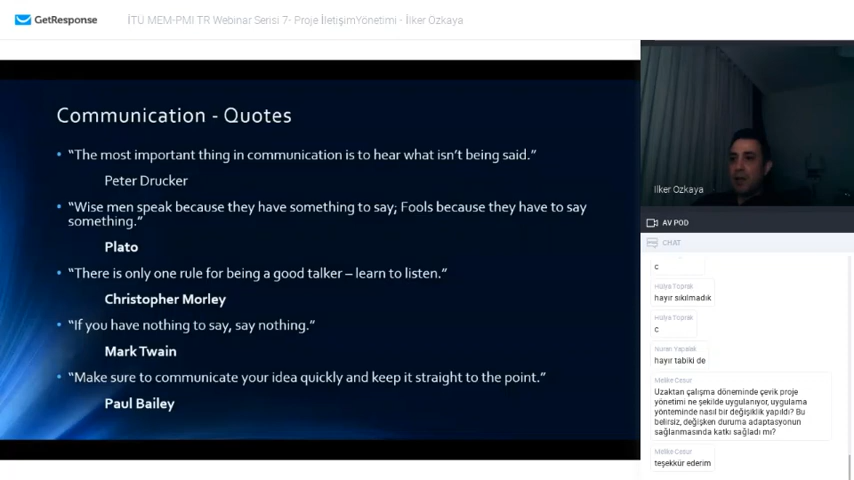 GetResponse
İTÜ MEM-PMI TR Webinar Serisi 7- Proje İletişimYönetimi - İlker Ozkaya
Communication - Quotes
• “The most important thing in communication is to hear what isn’t being said.”
Peter Drucker
• “Wise men speak because they have something to say; Fools because they have to say
something.”
Plato
• “There is only one rule for being a good talker – learn to listen.”
Christopher Morley
• “If you have nothing to say, say nothing.”
Mark Twain
• “Make sure to communicate your idea quickly and keep it straight to the point.”
Paul Bailey
Ilker Ozkaya
AV POD
CHAT
c
Hülya Toprak
hayır sıkılmadık
Hülya Toprak
c
Nuren Yapalak
hayır tabiki de
Melike Cesur
Uzaktan çalışma döneminde çevik proje
yönetimi ne şekilde uygulanıyor, uygulama
yönteminde nasıl bir değişiklik yapıldı? Bu
belirsiz, değişken duruma adaptasyonun
sağlanmasında katkı sağladı mı?
Melike Cesur
teşekkür ederim